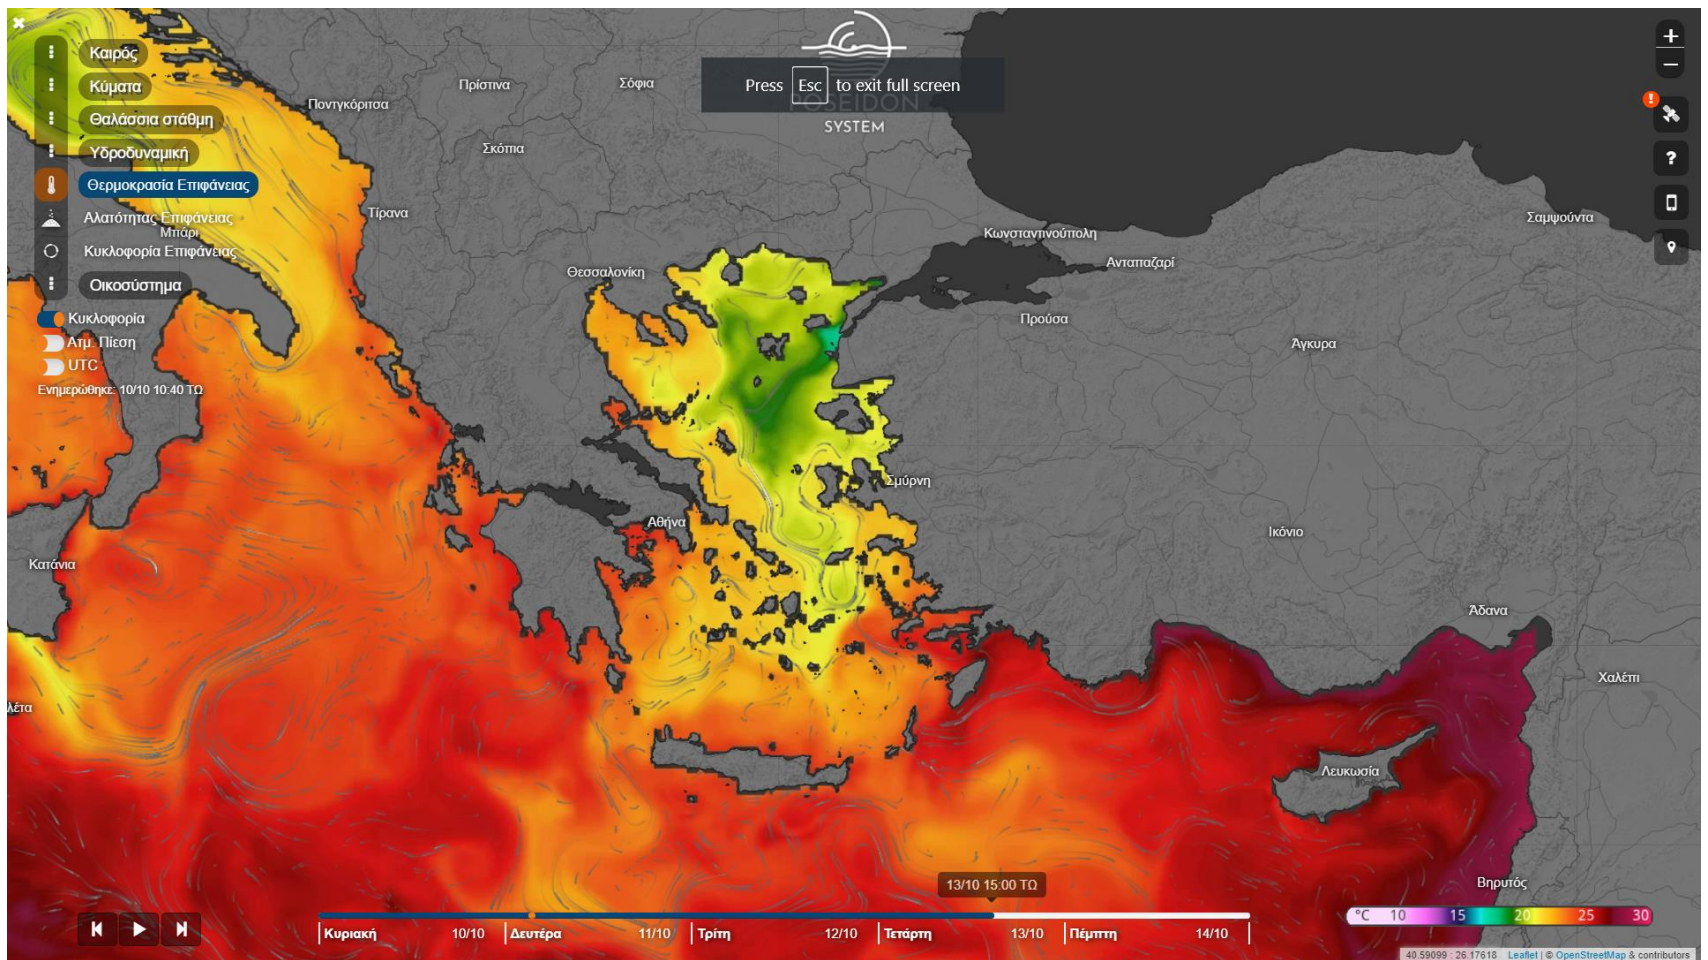 Καιρός
Κύματα
Θαλάσσια στάθμη
Υδροδυναμική
Θερμοκρασία Επιφάνειας
Αλατότητας Επιφάνειας
Μπάρι
Κυκλοφορία Επιφάνειας
Οικοσύστημα
Κυκλοφορία
Ατμ. Πίεση
UTC
Ενημερώθηκε: 10/10 10:40 ΤΩ
Press Esc to exit full screen
POSEIDON
SYSTEM
Πρίστινα
Σόφια
Ποντγκόριτσα
Σκόπια
Τίρανα
Σαμψούντα
Κωνσταντινούπολη
Ανταπαζαρί
Θεσσαλονίκη
Προύσα
Άγκυρα
Σμύρνη
Αθήνα
Ικόνιο
Κατάνια
Άδανα
Χαλέπι
λέτα
Λευκωσία
Βηρυτός
13/10 15:00 ΤΩ
Κυριακή 10/10 Δευτέρα 11/10 Τρίτη 12/10 Τετάρτη 13/10 Πέμπτη 14/10
°C 10 15 20 25 30
40.59099 : 26.17618 Leaflet | © OpenStreetMap & contributors